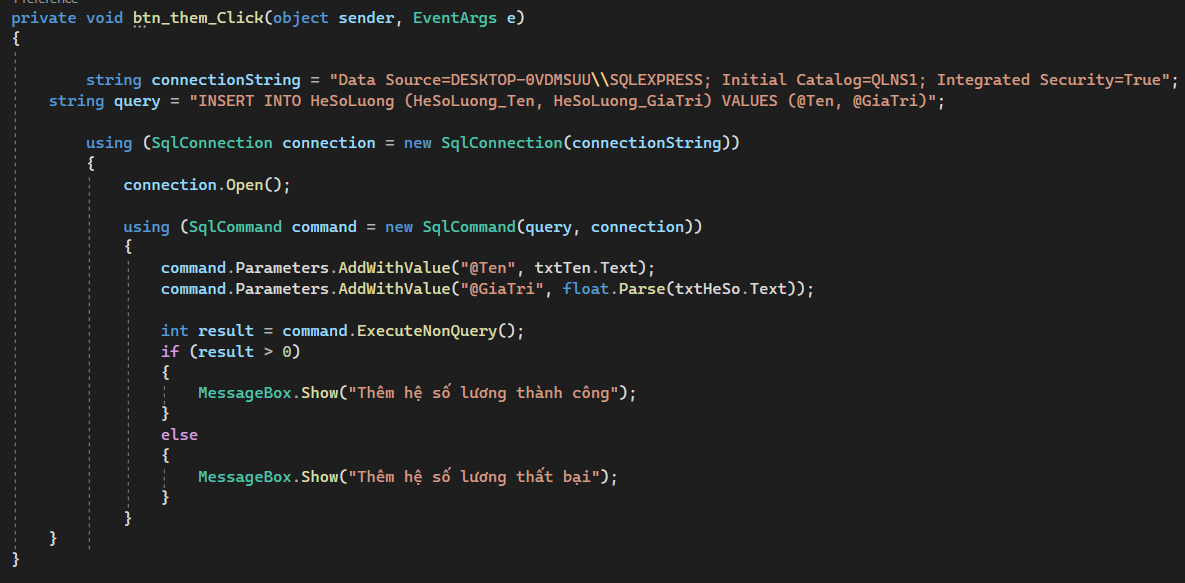 Preference
private void btn_them_Click(object sender, EventArgs e)
{
string connectionString = "Data Source=DESKTOP-0VDMSUU\\SQLEXPRESS; Initial Catalog=QLNS1; Integrated Security=True";
string query = "INSERT INTO HeSoLuong (HeSoLuong_Ten, HeSoLuong_GiaTri) VALUES (@Ten, @GiaTri)";
using (SqlConnection connection = new SqlConnection(connectionString))
{
connection.Open();
using (SqlCommand command = new SqlCommand(query, connection))
{
command.Parameters.AddWithValue("@Ten", txtTen.Text);
command.Parameters.AddWithValue("@GiaTri", float.Parse(txtHeSo.Text));
int result = command.ExecuteNonQuery();
if (result > 0)
{
MessageBox.Show("Thêm hệ số lương thành công");
}
else
{
MessageBox.Show("Thêm hệ số lương thất bại");
}
}
}
}